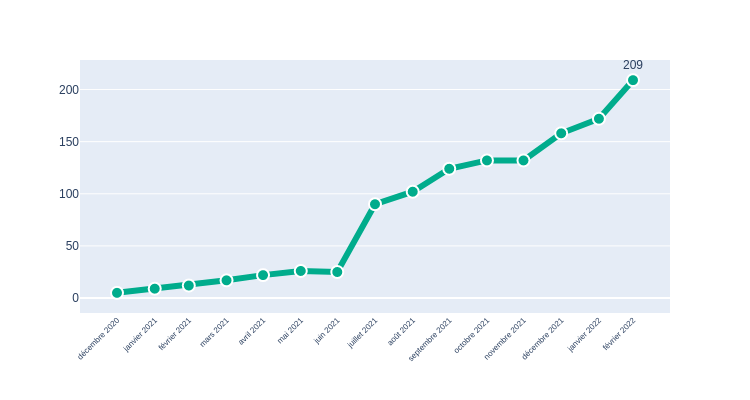 209
200
150
100
50
0
décembre 2020
janvier 2021
février 2021
mars 2021
avril 2021
mai 2021
juin 2021
juillet 2021
août 2021
septembre 2021
octobre 2021
novembre 2021
décembre 2021
janvier 2022
février 2022